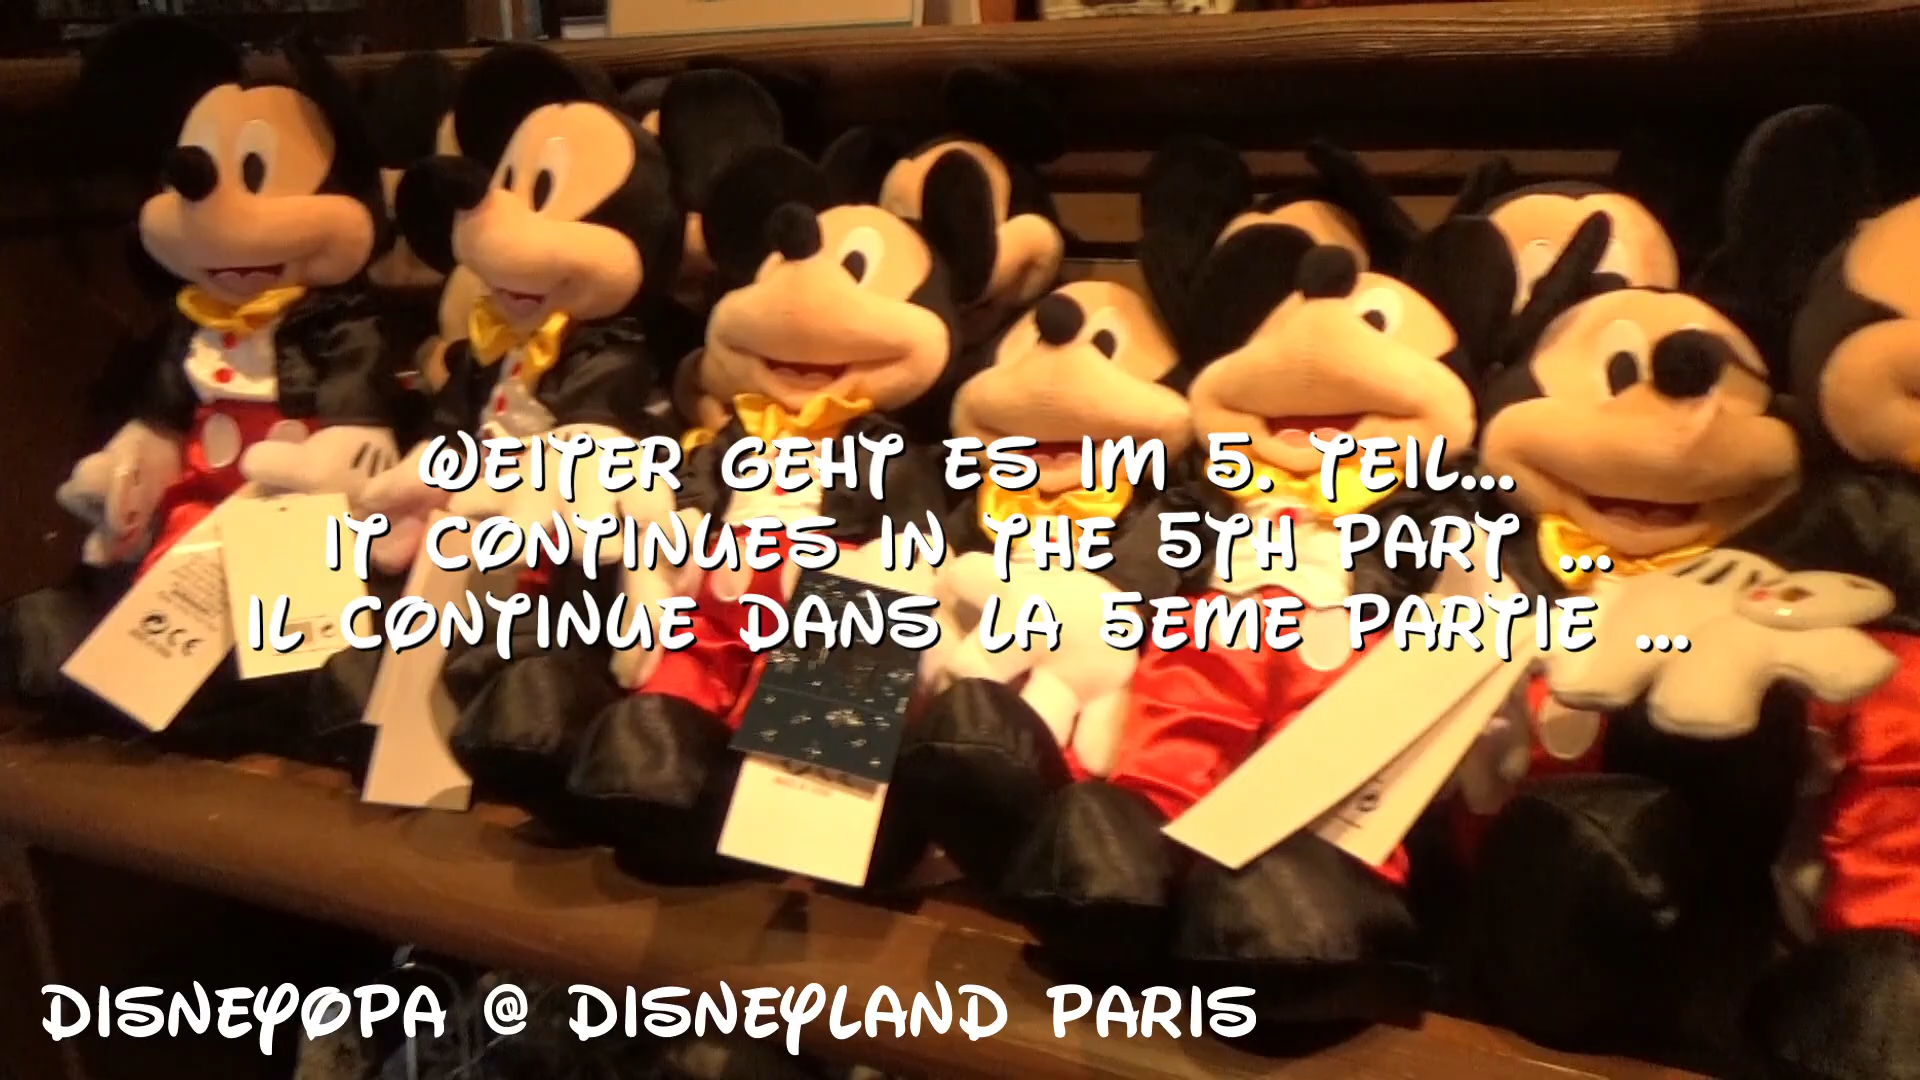 WEITER GEHT ES IM 5. TEIL...
IT CONTINUES IN THE 5TH PART ...
IL CONTINUE DANS LA 5EME PARTIE ...
CE
DISNEYOPA @ DISNEYLAND PARIS